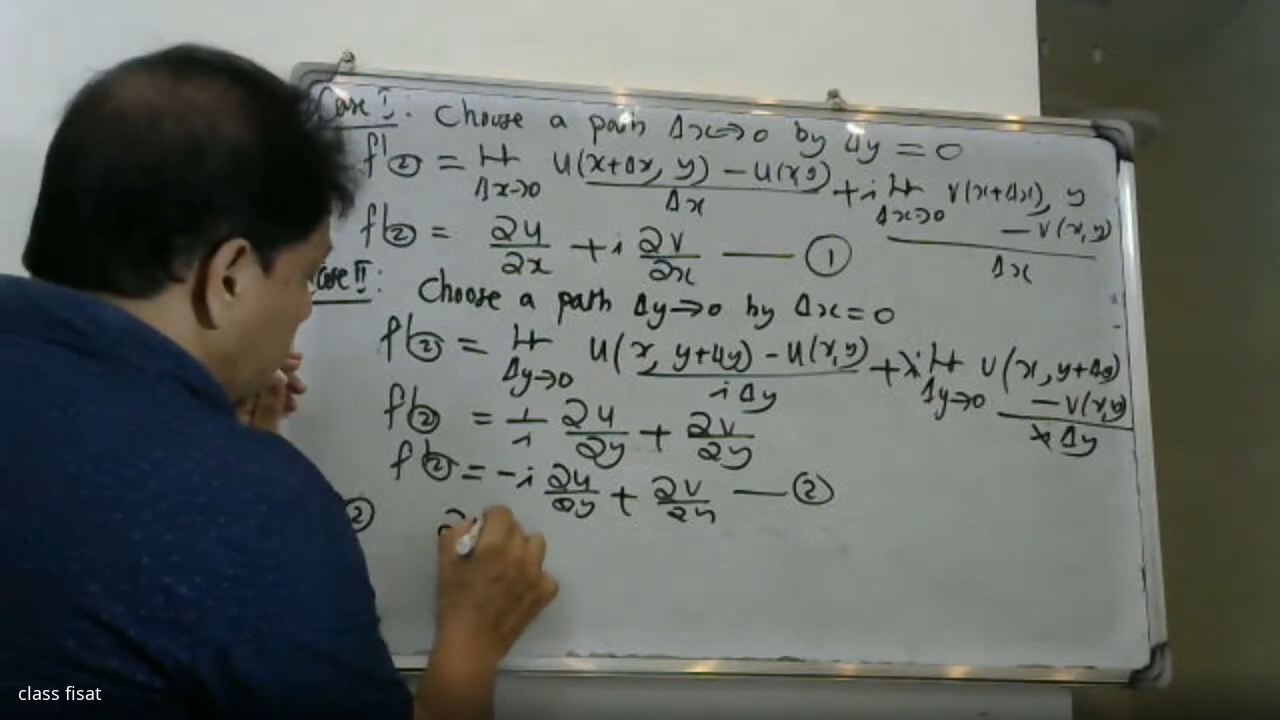 Case I: Choose a path Δx→0 by Δy = 0
f'(z) = Lt Δx→0 u(x+Δx, y) − u(x,y) / Δx + i Lt Δx→0 v(x+Δx), y − v(x,y) / Δx
f'(z) = ∂u/∂x + i ∂v/∂x —— ①
Case II: Choose a path Δy→0 by Δx = 0
f'(z) = Lt Δy→0 u(x, y+Δy) − u(x,y) / iΔy + i Lt Δy→0 v(x, y+Δy) − v(x,y) / iΔy
f'(z) = 1/i ∂u/∂y + ∂v/∂y
f'(z) = −i ∂u/∂y + ∂v/∂y —— ②
②
class fisat